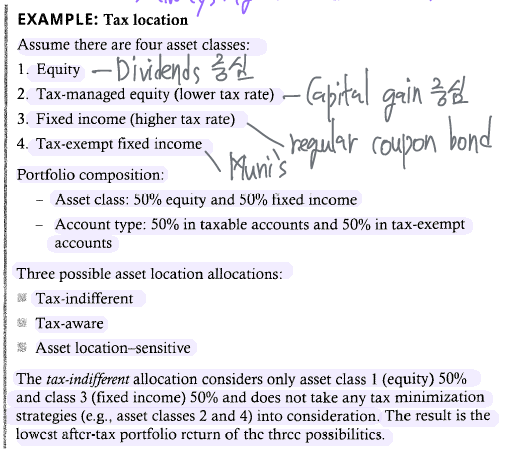 EXAMPLE: Tax location
Assume there are four asset classes:
1. Equity — Dividends 중심
2. Tax-managed equity (lower tax rate) — Capital gain 중심
3. Fixed income (higher tax rate) regular coupon bond
4. Tax-exempt fixed income Muni's
Portfolio composition:
– Asset class: 50% equity and 50% fixed income
– Account type: 50% in taxable accounts and 50% in tax-exempt
accounts
Three possible asset location allocations:
Tax-indifferent
Tax-aware
Asset location–sensitive
The tax-indifferent allocation considers only asset class 1 (equity) 50%
and class 3 (fixed income) 50% and does not take any tax minimization
strategies (e.g., asset classes 2 and 4) into consideration. The result is the
lowest after-tax portfolio return of the three possibilities.